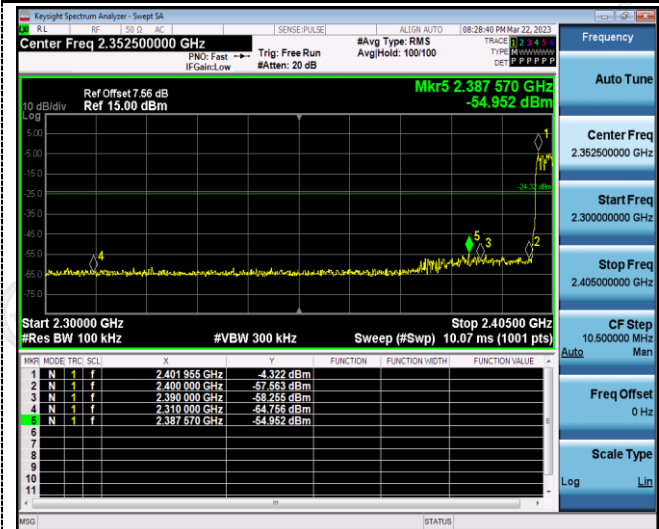 Keysight Spectrum Analyzer - Swept SA
RL RF 50 Ω AC SENSE:PULSE ALIGN AUTO 08:28:40 PM Mar 22, 2023
Center Freq 2.352500000 GHz
PNO: Fast
IFGain:Low
Trig: Free Run
#Atten: 20 dB
#Avg Type: RMS
Avg|Hold: 100/100
TRACE 1 2 3 4 5 6
TYPE M WWWWW
DET P P P P P P
Mkr5 2.387 570 GHz
-54.952 dBm
Ref Offset 7.56 dB
10 dB/div Ref 15.00 dBm
Log
5.00
-5.00
-15.0
-25.0
-35.0
-45.0
-55.0
-65.0
-75.0
1
-24.32 dBm
5
3
2
4
Start 2.30000 GHz Stop 2.40500 GHz
#Res BW 100 kHz #VBW 300 kHz Sweep (#Swp) 10.07 ms (1001 pts)
MKR MODE TRC SCL X Y FUNCTION FUNCTION WIDTH FUNCTION VALUE
1 N 1 f 2.401 955 GHz -4.322 dBm
2 N 1 f 2.400 000 GHz -57.563 dBm
3 N 1 f 2.390 000 GHz -58.255 dBm
4 N 1 f 2.310 000 GHz -64.756 dBm
5 N 1 f 2.387 570 GHz -54.952 dBm
6
7
8
9
10
11
MSG STATUS
Frequency
Auto Tune
Center Freq
2.352500000 GHz
Start Freq
2.300000000 GHz
Stop Freq
2.405000000 GHz
CF Step
10.500000 MHz
Auto Man
Freq Offset
0 Hz
Scale Type
Log Lin